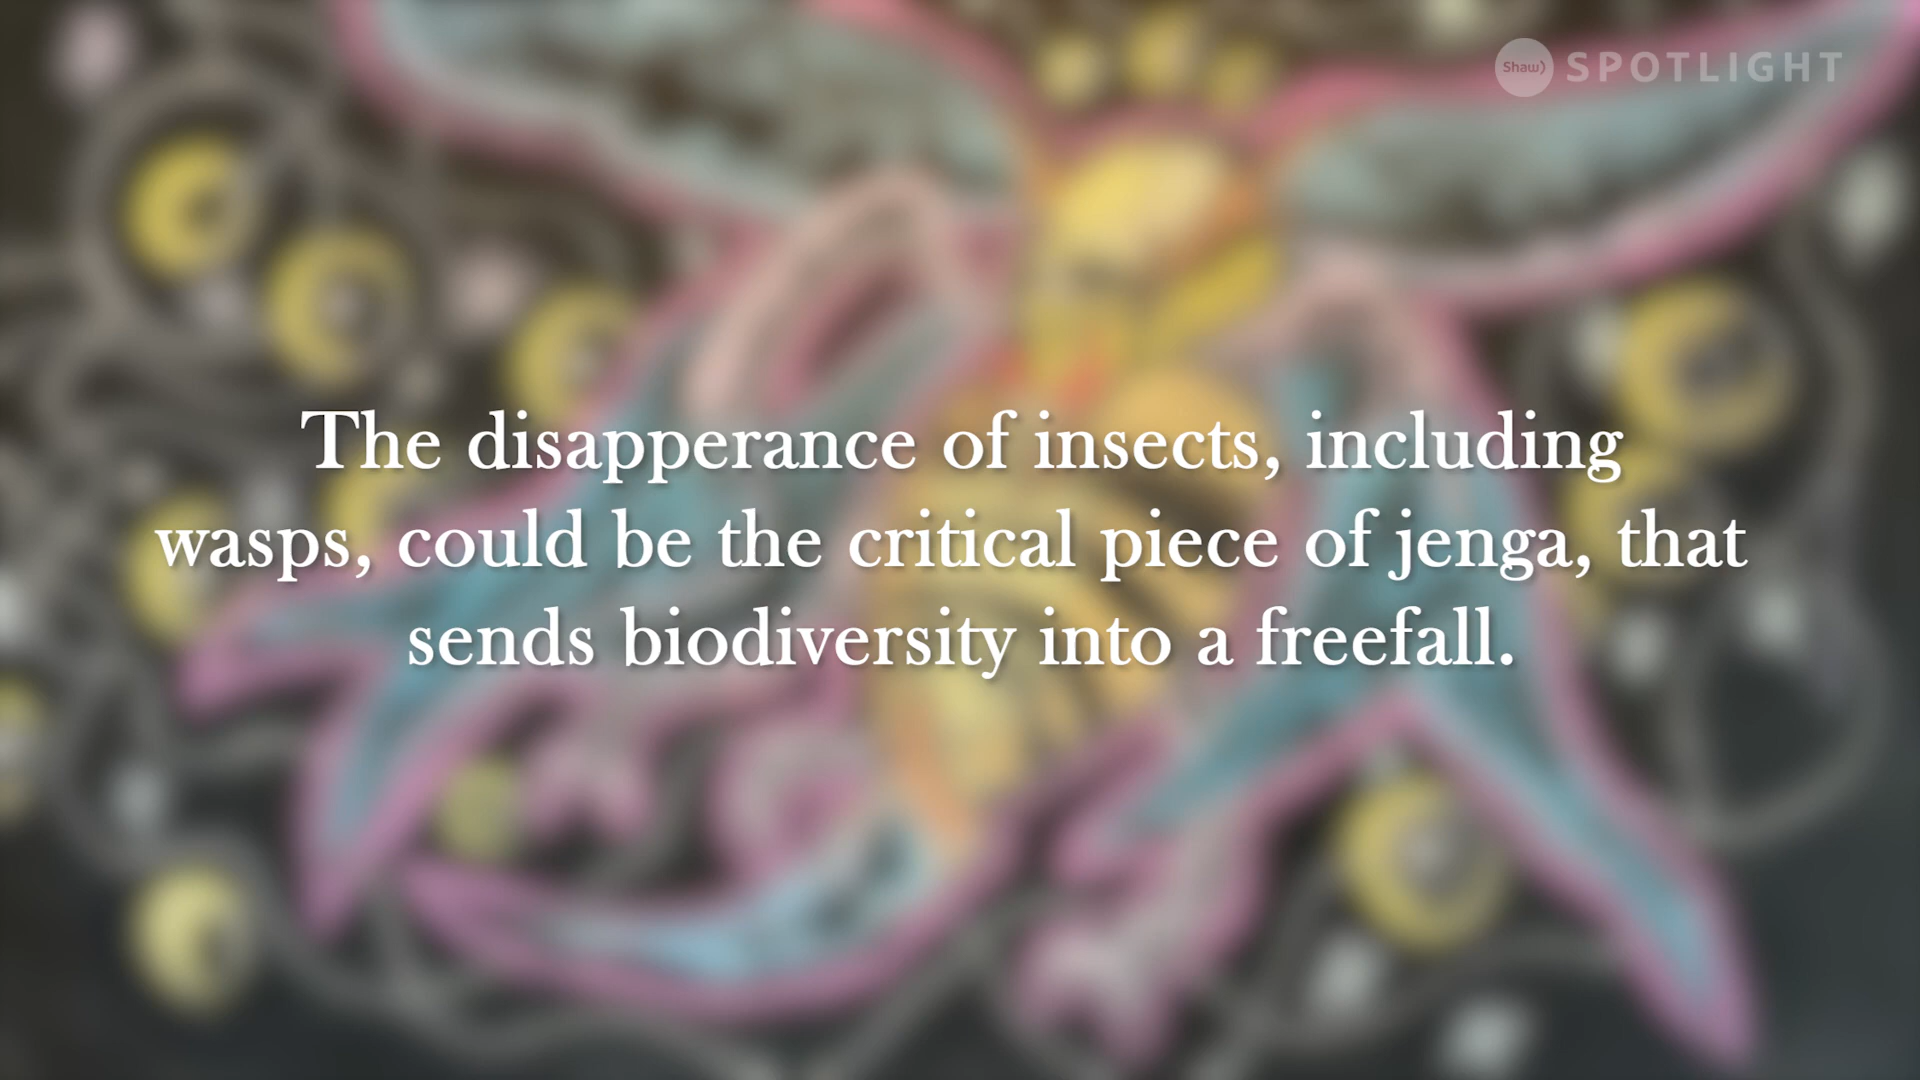 Shaw) SPOTLIGHT
The disapperance of insects, including
wasps, could be the critical piece of jenga, that
sends biodiversity into a freefall.